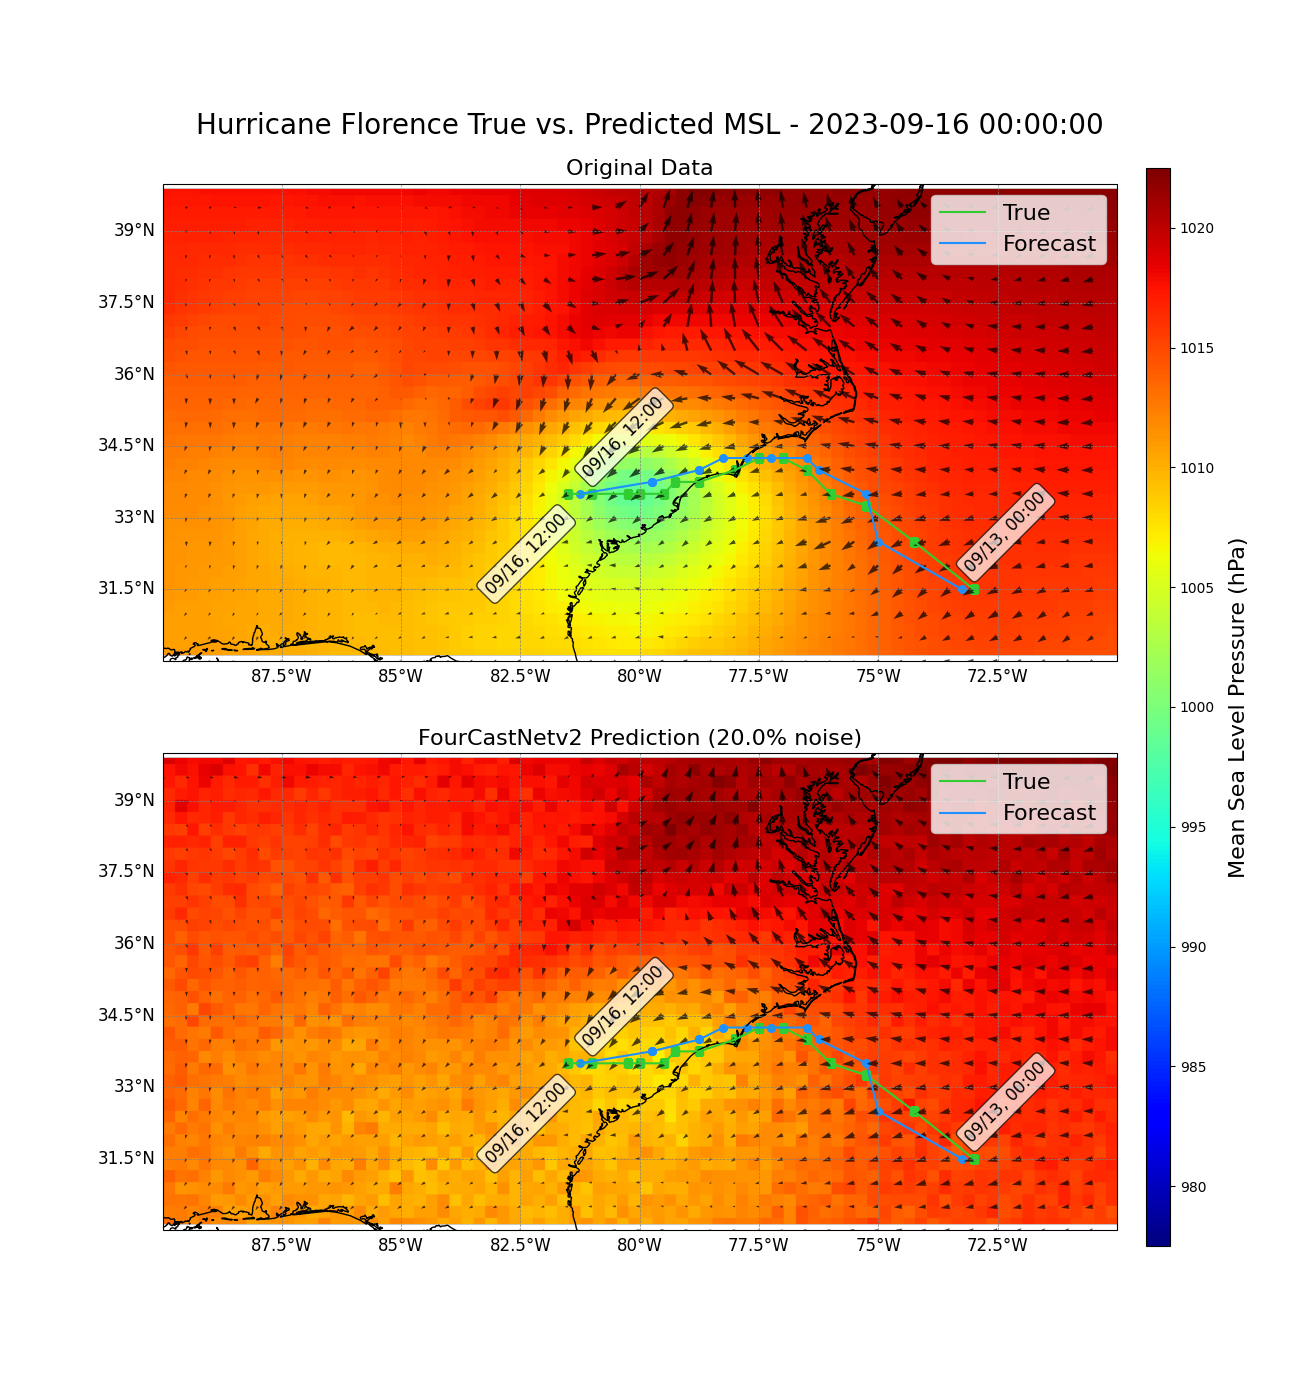 Hurricane Florence True vs. Predicted MSL - 2023-09-16 00:00:00
Original Data
True
Forecast
39°N
37.5°N
36°N
34.5°N
33°N
31.5°N
09/16, 12:00
09/16, 12:00
09/13, 00:00
87.5°W 85°W 82.5°W 80°W 77.5°W 75°W 72.5°W
FourCastNetv2 Prediction (20.0% noise)
True
Forecast
39°N
37.5°N
36°N
34.5°N
33°N
31.5°N
09/16, 12:00
09/16, 12:00
09/13, 00:00
87.5°W 85°W 82.5°W 80°W 77.5°W 75°W 72.5°W
1020
1015
1010
1005
1000
995
990
985
980
Mean Sea Level Pressure (hPa)